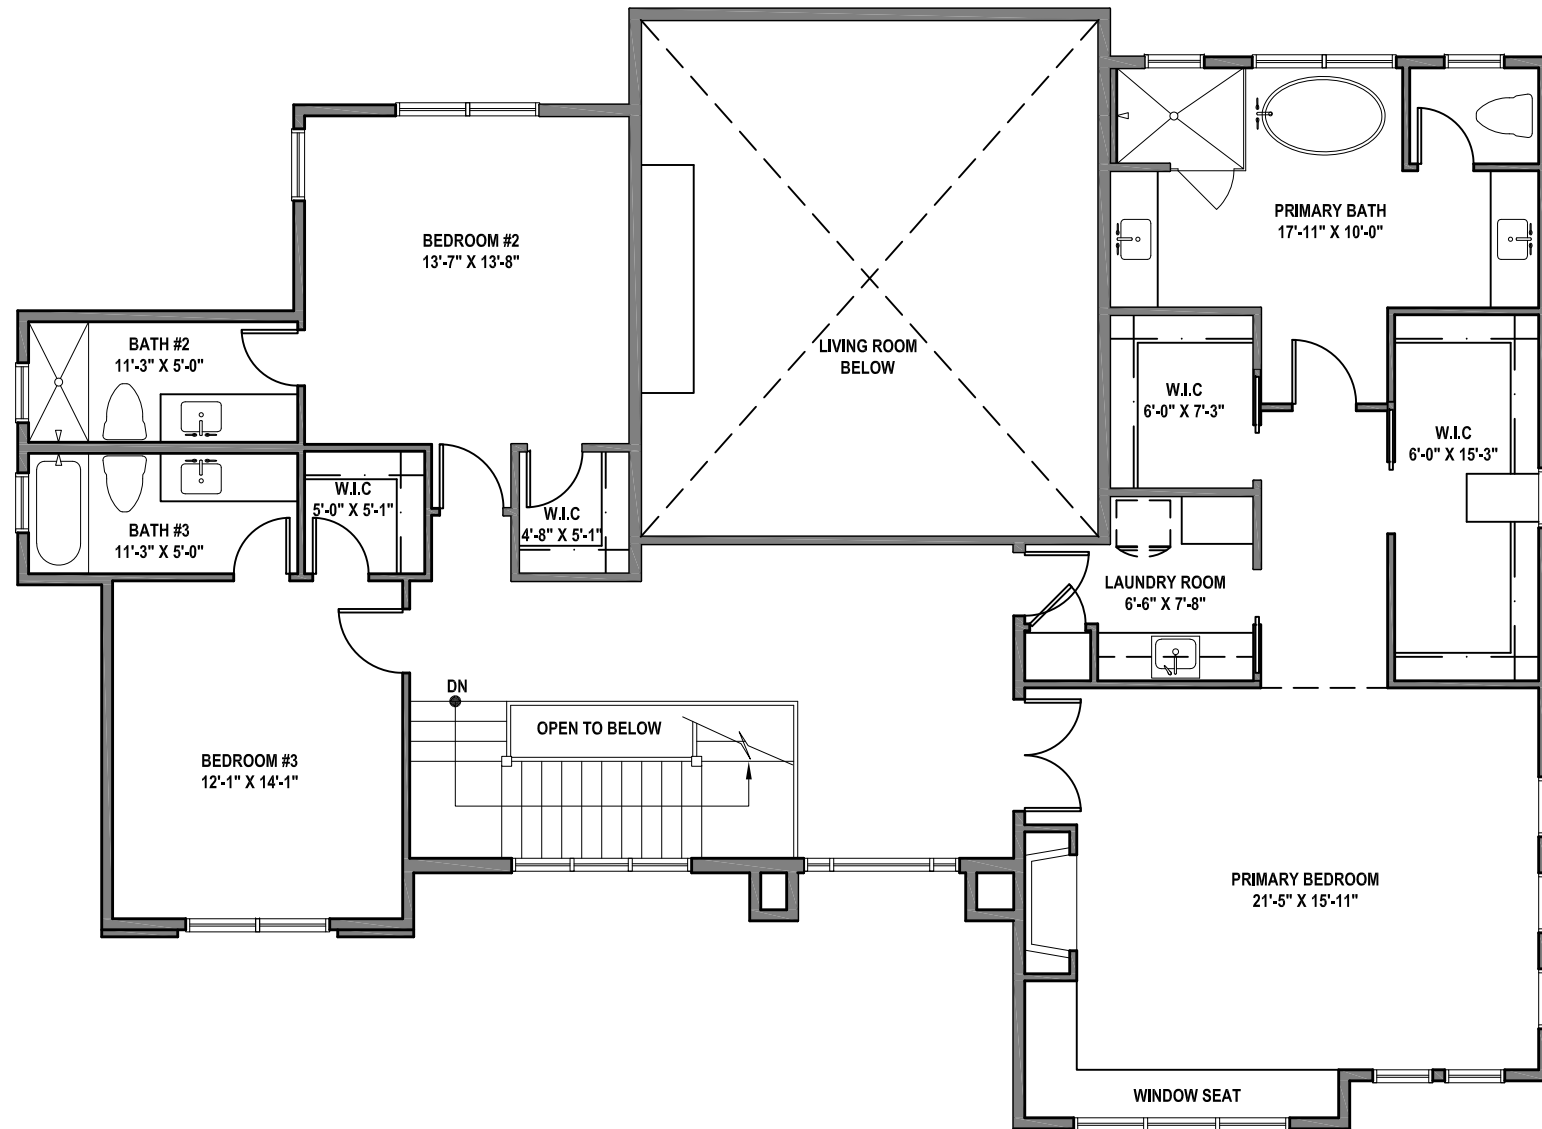 PRIMARY BATH
17'-11" X 10'-0"
BEDROOM #2
13'-7" X 13'-8"
BATH #2
11'-3" X 5'-0"
LIVING ROOM
BELOW
W.I.C
6'-0" X 7'-3"
W.I.C
6'-0" X 15'-3"
W.I.C
5'-0" X 5'-1"
W.I.C
4'-8" X 5'-1"
BATH #3
11'-3" X 5'-0"
LAUNDRY ROOM
6'-6" X 7'-8"
DN
OPEN TO BELOW
BEDROOM #3
12'-1" X 14'-1"
PRIMARY BEDROOM
21'-5" X 15'-11"
WINDOW SEAT